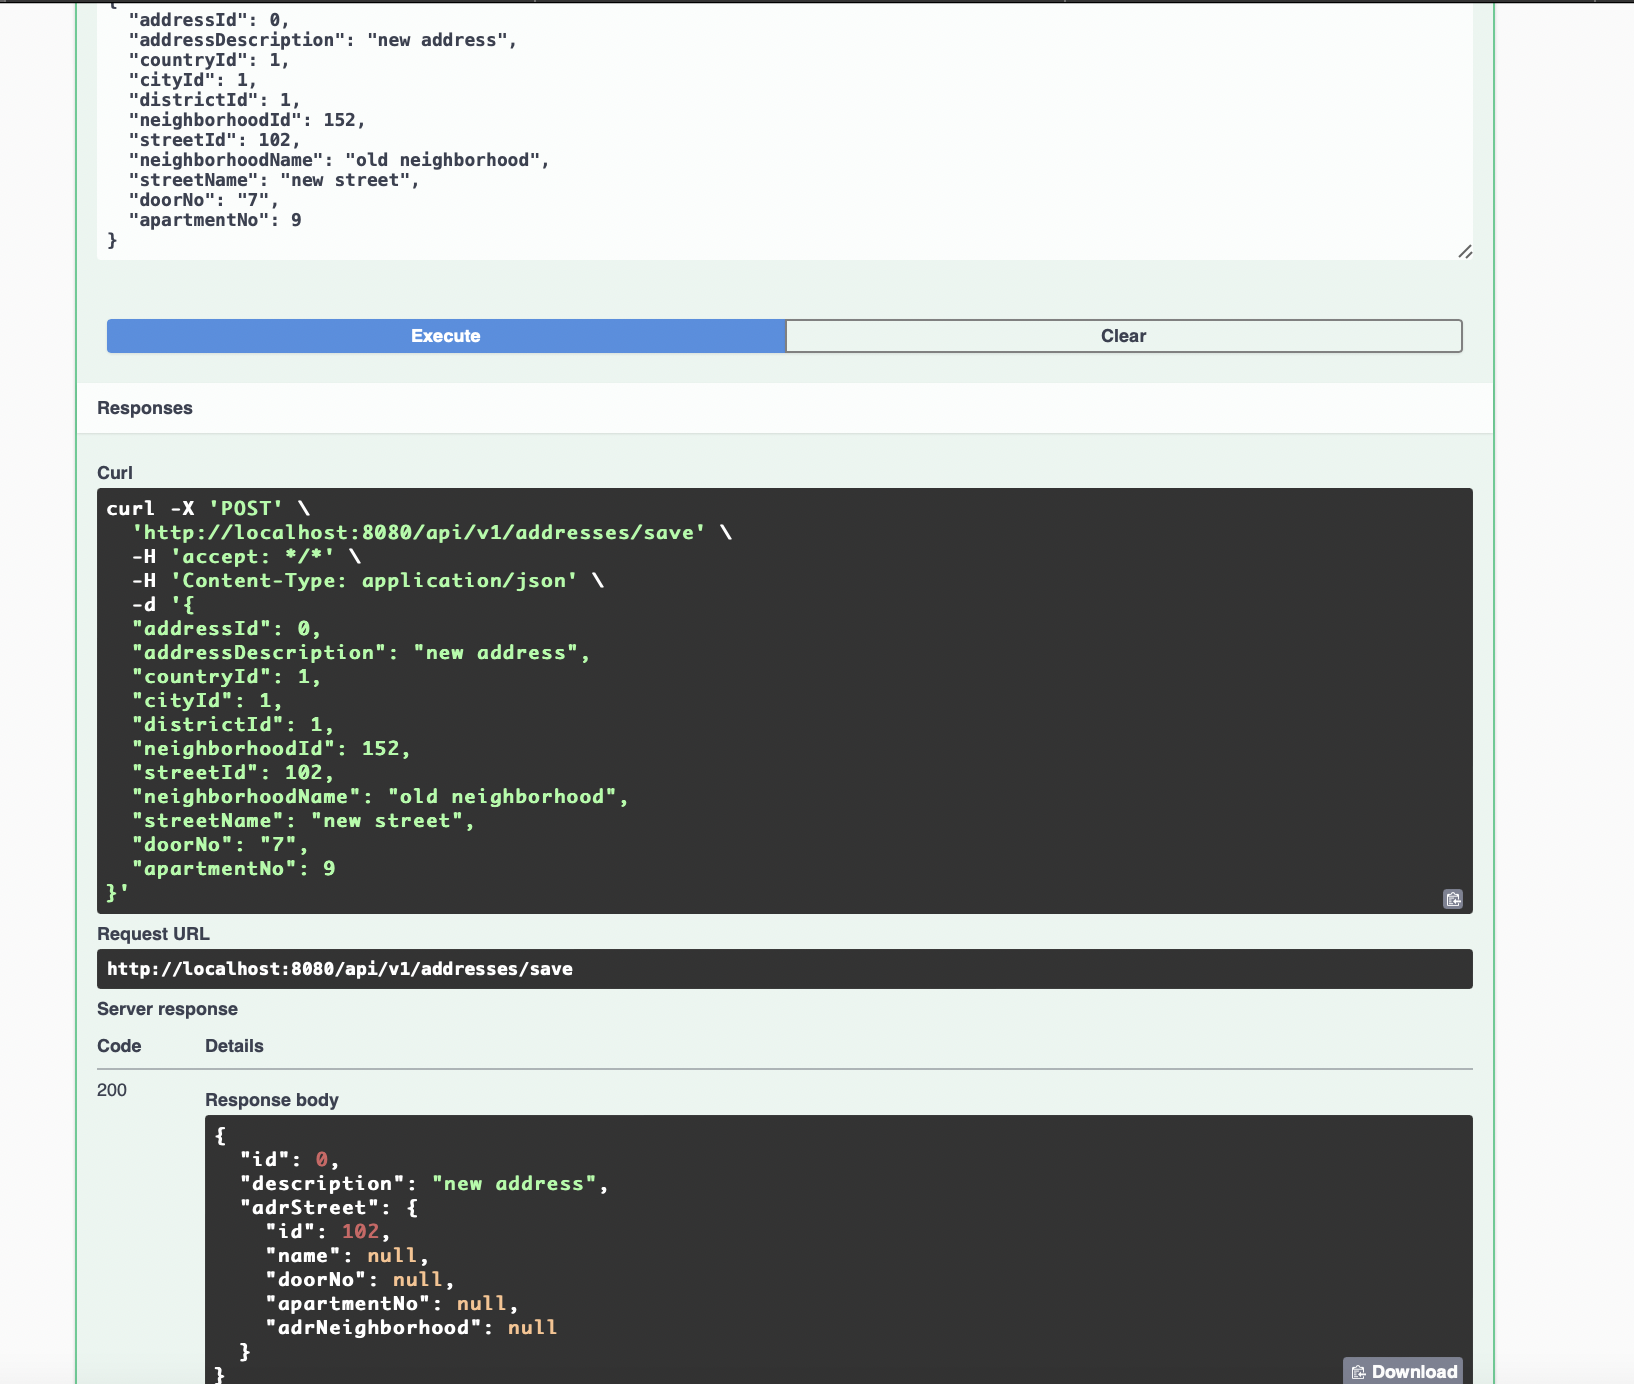 {
"addressId": 0,
"addressDescription": "new address",
"countryId": 1,
"cityId": 1,
"districtId": 1,
"neighborhoodId": 152,
"streetId": 102,
"neighborhoodName": "old neighborhood",
"streetName": "new street",
"doorNo": "7",
"apartmentNo": 9
}
Execute Clear
Responses
Curl
curl -X 'POST' \
'http://localhost:8080/api/v1/addresses/save' \
-H 'accept: */*' \
-H 'Content-Type: application/json' \
-d '{
"addressId": 0,
"addressDescription": "new address",
"countryId": 1,
"cityId": 1,
"districtId": 1,
"neighborhoodId": 152,
"streetId": 102,
"neighborhoodName": "old neighborhood",
"streetName": "new street",
"doorNo": "7",
"apartmentNo": 9
}'
Request URL
http://localhost:8080/api/v1/addresses/save
Server response
Code Details
200
Response body
{
"id": 0,
"description": "new address",
"adrStreet": {
"id": 102,
"name": null,
"doorNo": null,
"apartmentNo": null,
"adrNeighborhood": null
}
}
Download